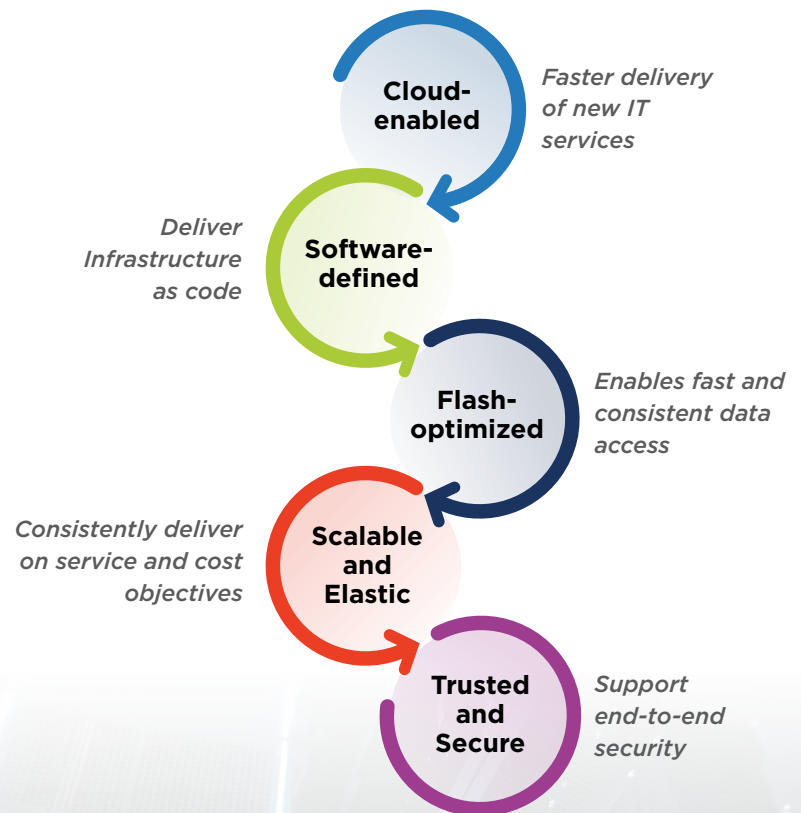 Cloud-
enabled
Faster delivery
of new IT
services
Deliver
Infrastructure
as code
Software-
defined
Flash-
optimized
Enables fast and
consistent data
access
Consistently deliver
on service and cost
objectives
Scalable
and
Elastic
Trusted
and
Secure
Support
end-to-end
security